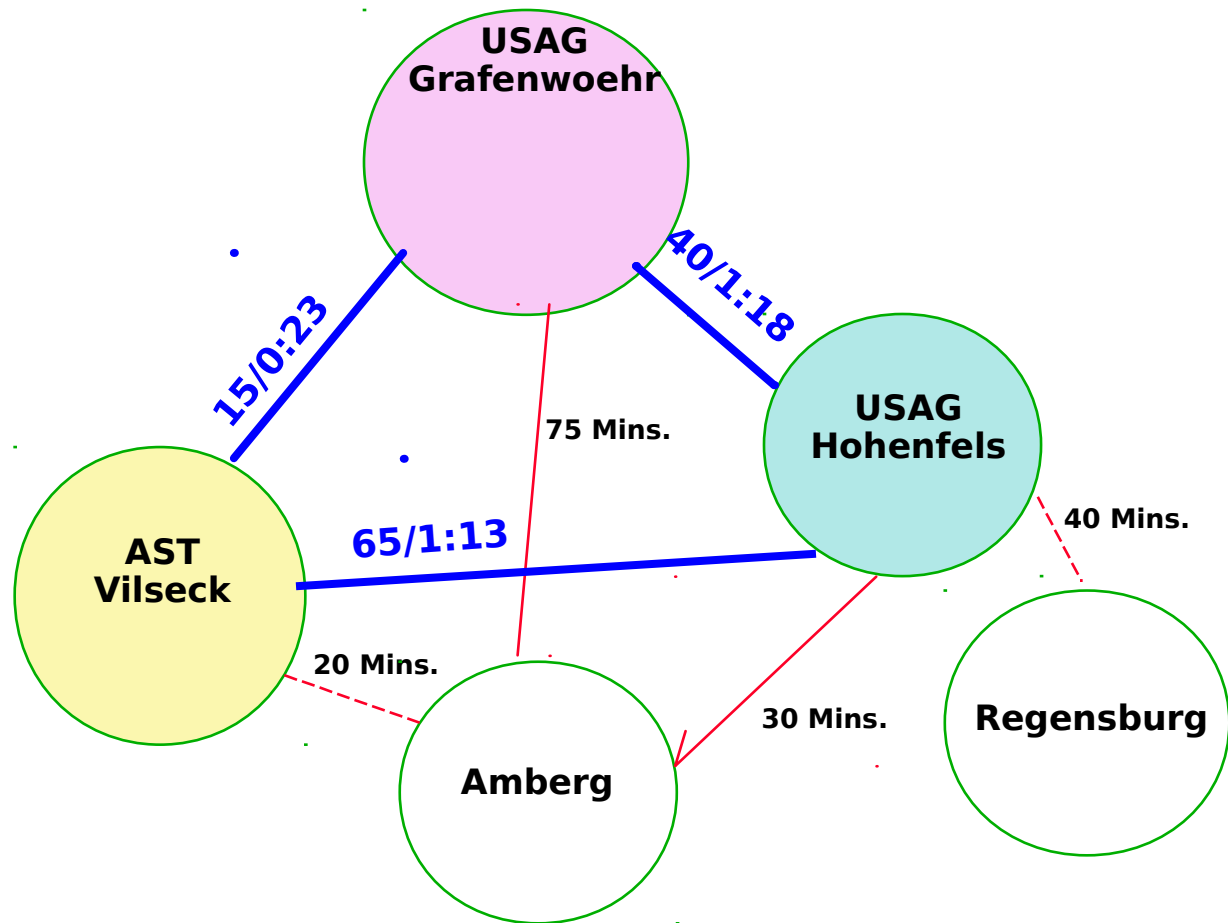 USAG
Grafenwoehr
40/1:18
15/0:23
USAG
Hohenfels
75 Mins.
40 Mins.
65/1:13
AST
Vilseck
20 Mins.
30 Mins.
Regensburg
Amberg